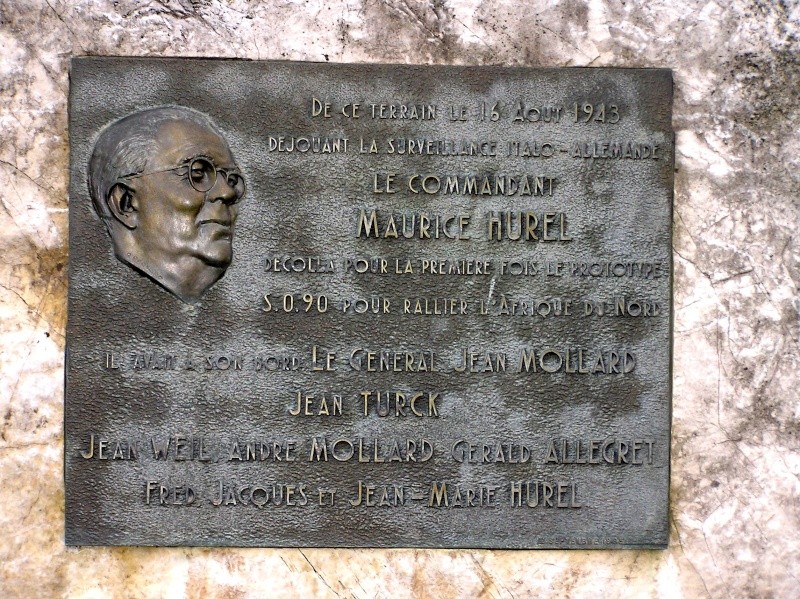 DE CE TERRAIN LE 16 AOUT 1943
DEJOUANT LA SURVEILLANCE ITALO-ALLEMANDE
LE COMMANDANT
MAURICE HUREL
DECOLLA POUR LA PREMIERE FOIS LE PROTOTYPE
S.O.90 POUR RALLIER L'AFRIQUE DU NORD
IL AVAIT A SON BORD: LE GENERAL JEAN MOLLARD
JEAN TURCK
JEAN WEIL, ANDRE MOLLARD, GERALD ALLEGRET
FRED, JACQUES ET JEAN-MARIE HUREL